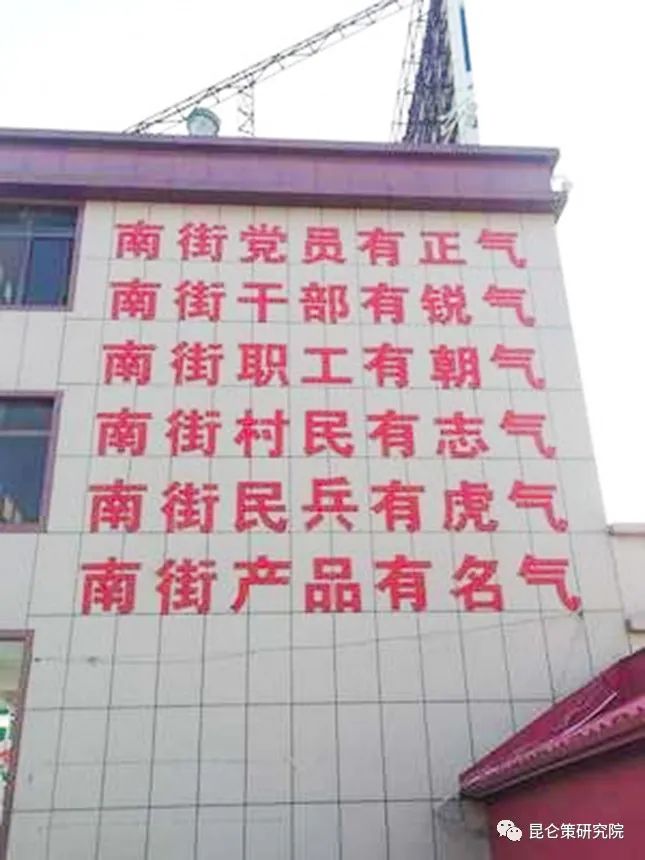 南街党员有正气
南街干部有锐气
南街职工有朝气
南街村民有志气
南街民兵有虎气
南街产品有名气
昆仑策研究院